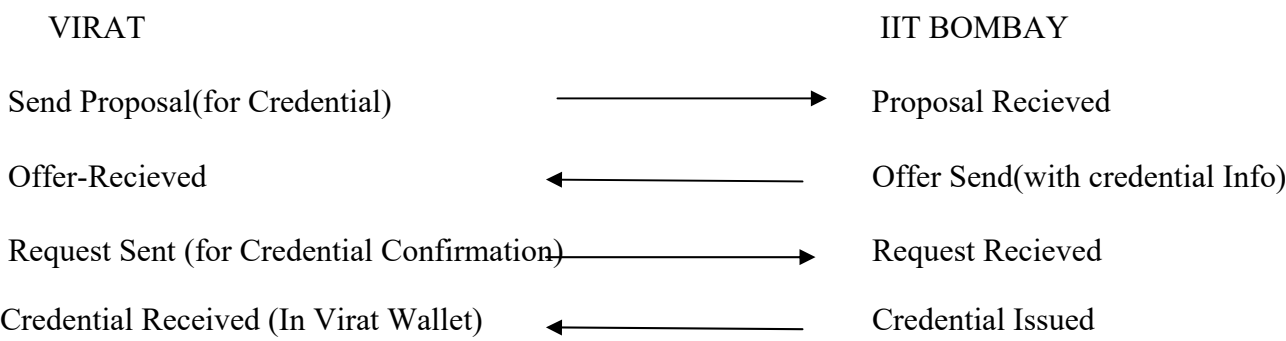 VIRAT IIT BOMBAY
Send Proposal(for Credential) Proposal Recieved
Offer-Recieved Offer Send(with credential Info)
Request Sent (for Credential Confirmation) Request Recieved
Credential Received (In Virat Wallet) Credential Issued